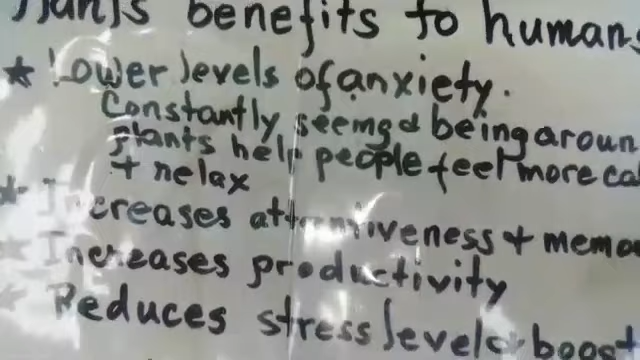 Plants benefits to humans
★ Lower levels of anxiety.
Constantly seeing & being aroun
plants help people feel more ca
+ relax
★ Increases attentiveness + memo
★ Increases productivity
★ Reduces stress levels & boost